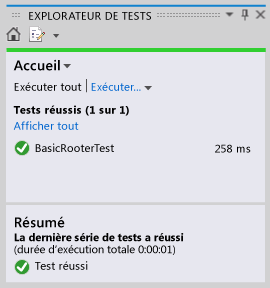 EXPLORATEUR DE TESTS
Accueil
Exécuter tout | Exécuter...
Tests réussis (1 sur 1)
Afficher tout
BasicRooterTest 258 ms
Résumé
La dernière série de tests a réussi
(durée d'exécution totale 0:00:01)
Test réussi